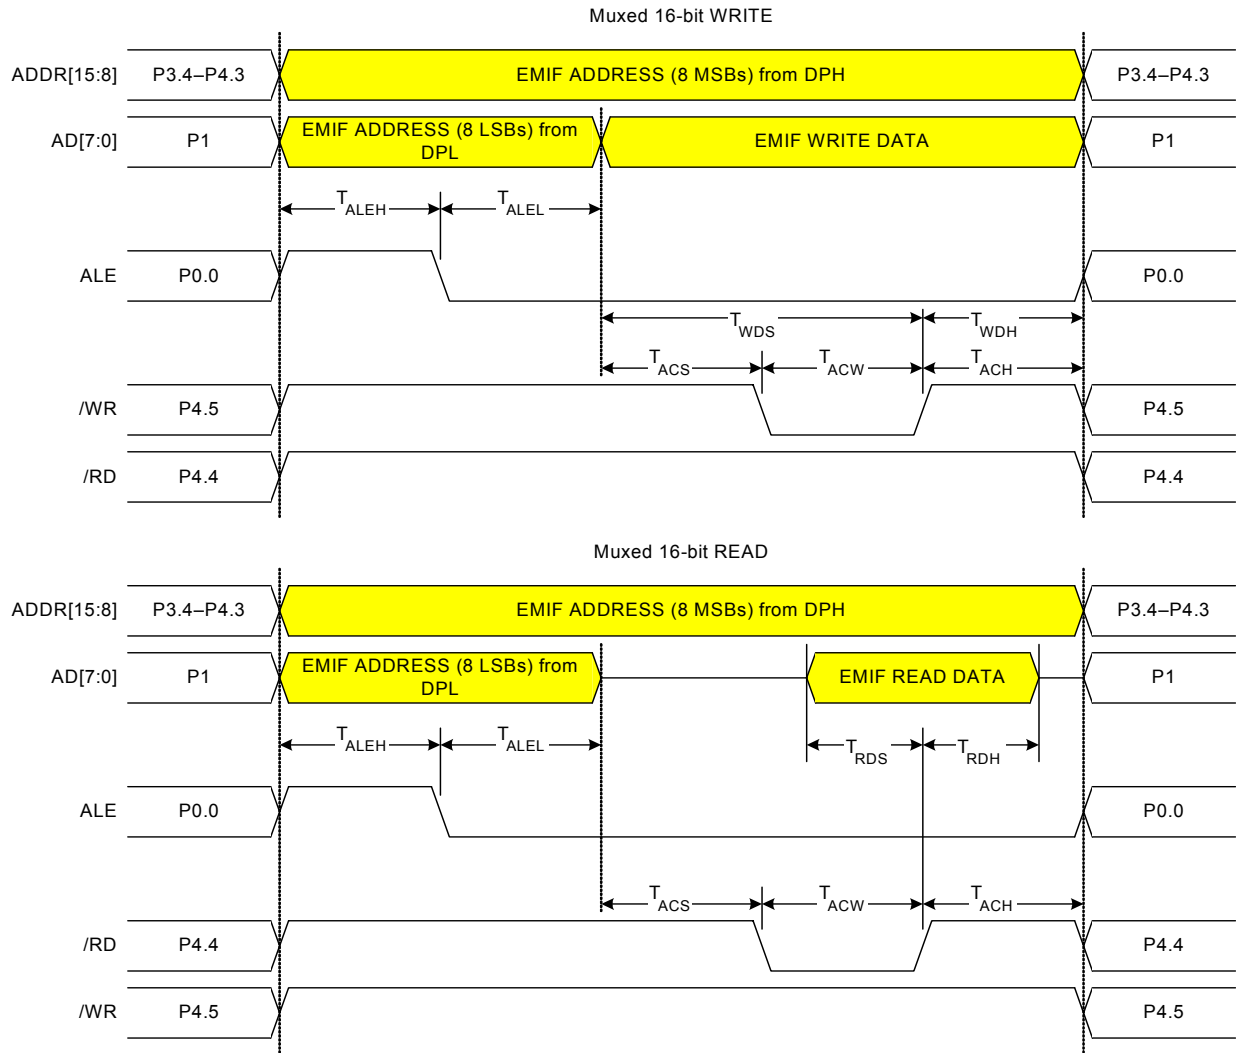 Muxed 16-bit WRITE
ADDR[15:8] P3.4–P4.3 EMIF ADDRESS (8 MSBs) from DPH P3.4–P4.3
AD[7:0] P1 EMIF ADDRESS (8 LSBs) from DPL EMIF WRITE DATA P1
TALEH TALEL
ALE P0.0 P0.0
TWDS TWDH
TACS TACW TACH
/WR P4.5 P4.5
/RD P4.4 P4.4
Muxed 16-bit READ
ADDR[15:8] P3.4–P4.3 EMIF ADDRESS (8 MSBs) from DPH P3.4–P4.3
AD[7:0] P1 EMIF ADDRESS (8 LSBs) from DPL EMIF READ DATA P1
TALEH TALEL TRDS TRDH
ALE P0.0 P0.0
TACS TACW TACH
/RD P4.4 P4.4
/WR P4.5 P4.5